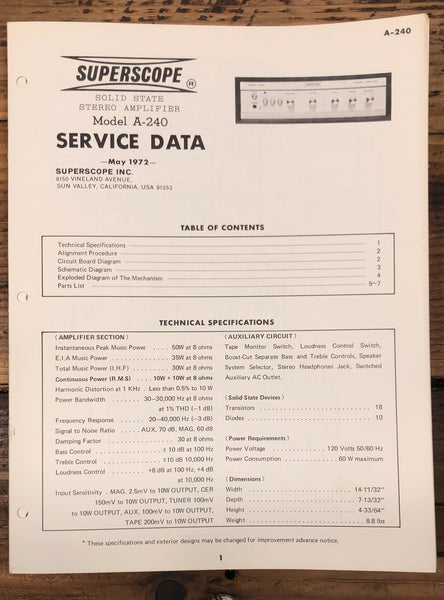 A-240
SUPERSCOPE ®
SOLID STATE
STEREO AMPLIFIER
Model A-240
SERVICE DATA
—May 1972—
SUPERSCOPE INC.
8150 VINELAND AVENUE,
SUN VALLEY, CALIFORNIA, USA 91352
TABLE OF CONTENTS
Technical Specifications 1
Alignment Procedure 2
Circuit Board Diagram 2
Schematic Diagram 3
Exploded Diagram of The Mechanism 4
Parts List 5~7
TECHNICAL SPECIFICATIONS
(AMPLIFIER SECTION)
Instantaneous Peak Music Power 50W at 8 ohms
E.I.A Music Power 35W at 8 ohms
Total Music Power (I.H.F) 30W at 8 ohms
Continuous Power (R.M.S) 10W + 10W at 8 ohms
Harmonic Distortion at 1 KHz Less than 0.5% to 10 W
Power Bandwidth 30–30,000 Hz at 8 ohms
at 1% THD (–1 dB)
Frequency Response 20–40,000 Hz (–3 dB)
Signal to Noise Ratio AUX. 70 dB, MAG. 60 dB
Damping Factor 30 at 8 ohms
Bass Control ± 10 dB at 100 Hz
Treble Control ±10 dB 10,000 Hz
Loudness Control +8 dB at 100 Hz, +4 dB
at 10,000 Hz
Input Sensitivity MAG. 2.5mV to 10W OUTPUT, CER
150mV to 10W OUTPUT, TUNER 100mV
to 10W OUTPUT, AUX. 100mV to 10W OUTPUT,
TAPE 200mV to 10W OUTPUT
(AUXILIARY CIRCUIT)
Tape Monitor Switch, Loudness Control Switch,
Boost-Cut Separate Bass and Treble Controls, Speaker
System Selector, Stereo Headphones Jack, Switched
Auxiliary AC Outlet.
(Solid State Devices)
Transistors 18
Diodes 10
(Power Requirements)
Power Voltage 120 Volts 50/60 Hz
Power Consumption 60 W maximum
(Dimensions)
Width 14-11/32"
Depth 7-13/32"
Height 4-33/64"
Weight 8.8 lbs
* These specifications and exterior designs may be changed for improvement advance notice.
1